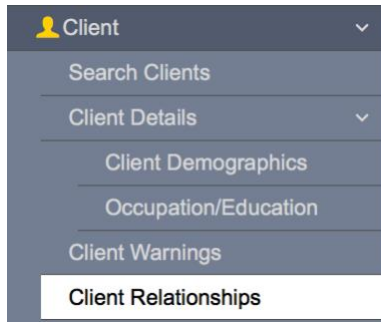 Client
Search Clients
Client Details
Client Demographics
Occupation/Education
Client Warnings
Client Relationships